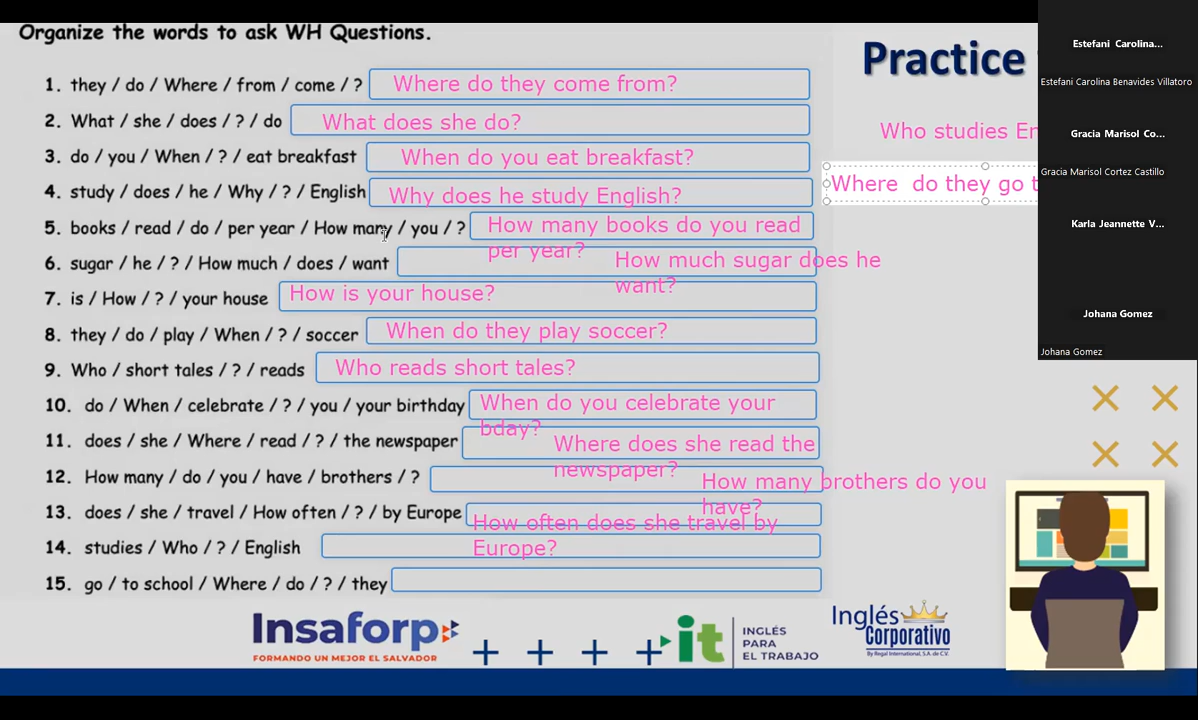 Organize the words to ask WH Questions.
1. they / do / Where / from / come / ? Where do they come from?
2. What / she / does / ? / do What does she do?
3. do / you / When / ? / eat breakfast When do you eat breakfast?
4. study / does / he / Why / ? / English Why does he study English?
5. books / read / do / per year / How many / you / ? How many books do you read
per year?
6. sugar / he / ? / How much / does / want How much sugar does he
want?
7. is / How / ? / your house How is your house?
8. they / do / play / When / ? / soccer When do they play soccer?
9. Who / short tales / ? / reads Who reads short tales?
10. do / When / celebrate / ? / you / your birthday When do you celebrate your
bday?
11. does / she / Where / read / ? / the newspaper Where does she read the
newspaper?
12. How many / do / you / have / brothers / ? How many brothers do you
have?
13. does / she / travel / How often / ? / by Europe How often does she travel by
Europe?
14. studies / Who / ? / English
15. go / to school / Where / do / ? / they
Practice
Who studies En
Where do they go t
Estefani Carolina...
Estefani Carolina Benavides Villatoro
Gracia Marisol Co...
Gracia Marisol Cortez Castillo
Karla Jeannette V...
Johana Gomez
Johana Gomez
Insaforp
FORMANDO UN MEJOR EL SALVADOR
it
INGLÉS
PARA
EL TRABAJO
Inglés
Corporativo
By Regal International, S.A. de C.V.